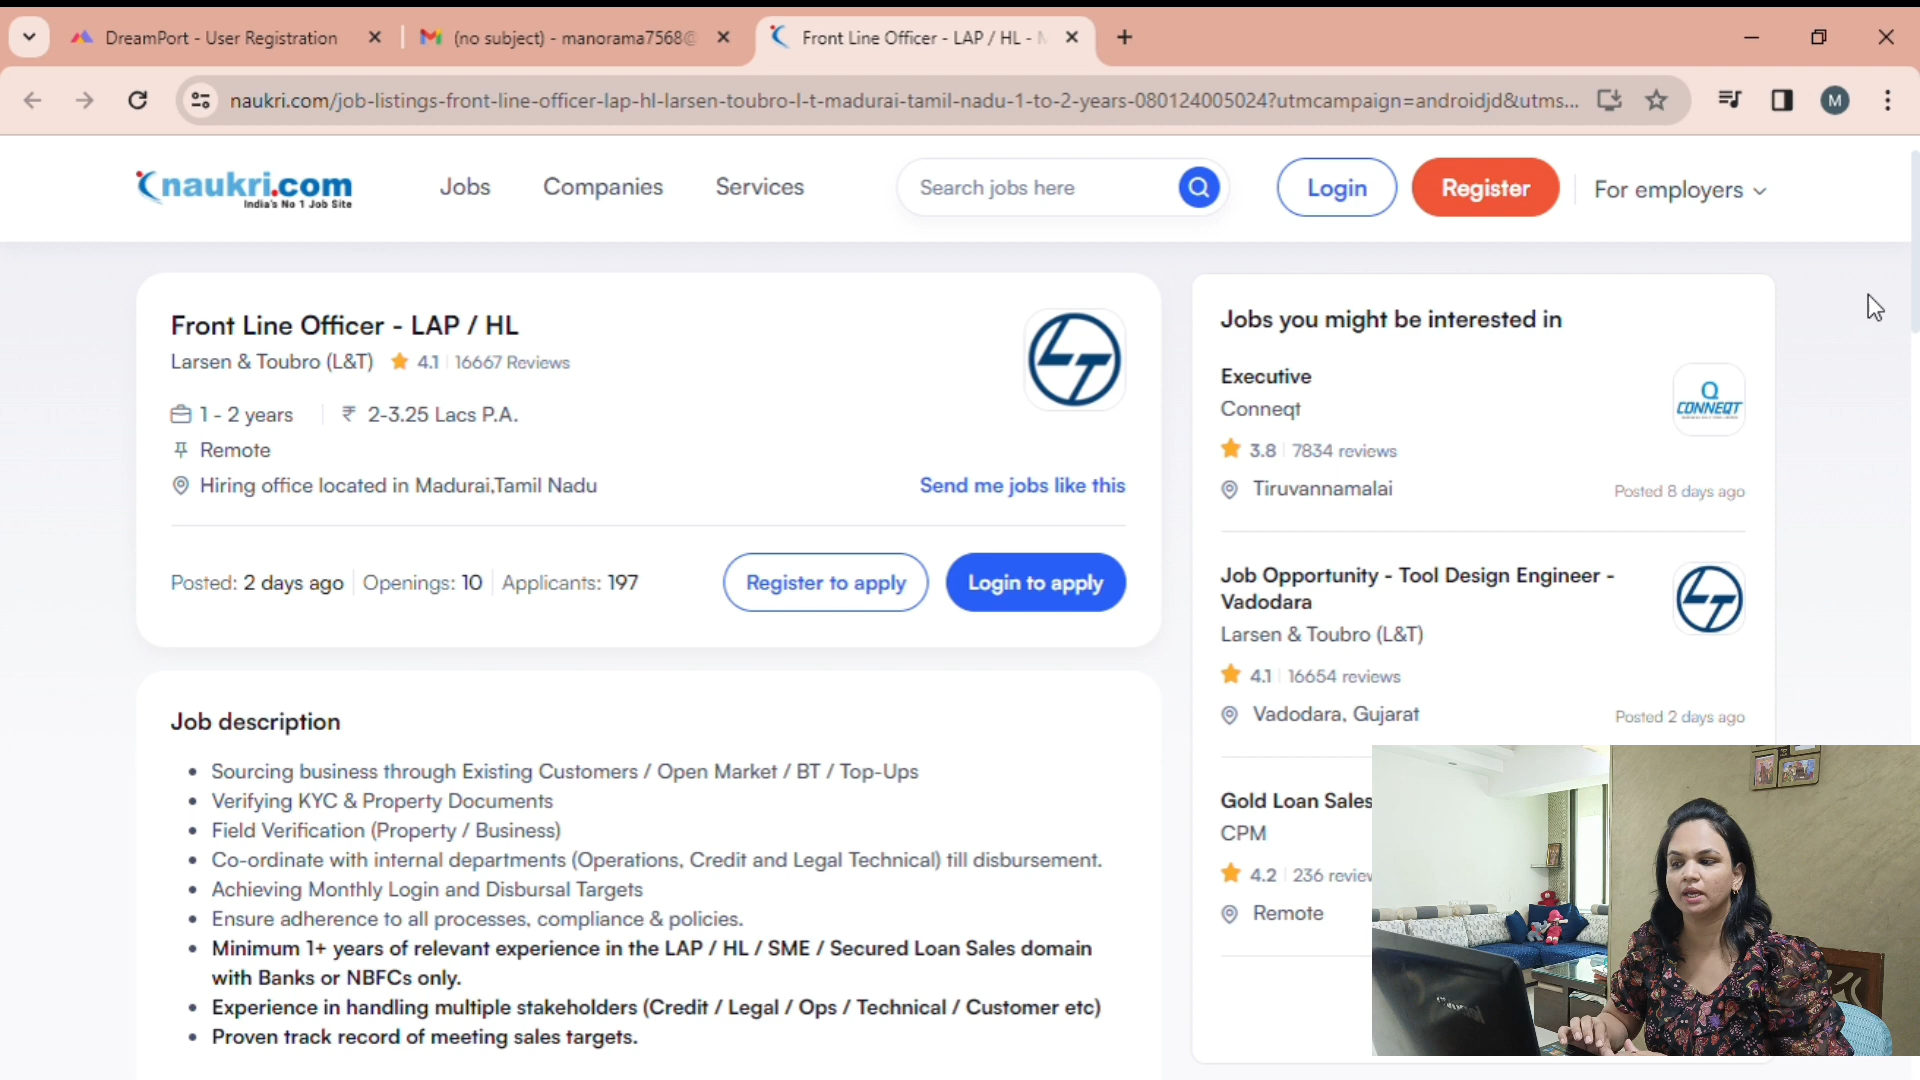 DreamPort - User Registration
(no subject) - manorama7568@
Front Line Officer - LAP / HL -
naukri.com/job-listings-front-line-officer-lap-hl-larsen-toubro-l-t-madurai-tamil-nadu-1-to-2-years-080124005024?utmcampaign=androidjd&utms...
M
naukri.com
India's No 1 Job Site
Jobs
Companies
Services
Search jobs here
Login
Register
For employers
Front Line Officer - LAP / HL
Larsen & Toubro (L&T) 4.1 16667 Reviews
1 - 2 years ₹ 2-3.25 Lacs P.A.
Remote
Hiring office located in Madurai,Tamil Nadu
Send me jobs like this
Posted: 2 days ago Openings: 10 Applicants: 197
Register to apply
Login to apply
Job description
Sourcing business through Existing Customers / Open Market / BT / Top-Ups
Verifying KYC & Property Documents
Field Verification (Property / Business)
Co-ordinate with internal departments (Operations, Credit and Legal Technical) till disbursement.
Achieving Monthly Login and Disbursal Targets
Ensure adherence to all processes, compliance & policies.
Minimum 1+ years of relevant experience in the LAP / HL / SME / Secured Loan Sales domain
with Banks or NBFCs only.
Experience in handling multiple stakeholders (Credit / Legal / Ops / Technical / Customer etc)
Proven track record of meeting sales targets.
Jobs you might be interested in
Executive
Conneqt
CONNEQT
3.8 7834 reviews
Tiruvannamalai
Posted 8 days ago
Job Opportunity - Tool Design Engineer -
Vadodara
Larsen & Toubro (L&T)
4.1 16654 reviews
Vadodara, Gujarat
Posted 2 days ago
Gold Loan Sales
CPM
4.2 236
Remote